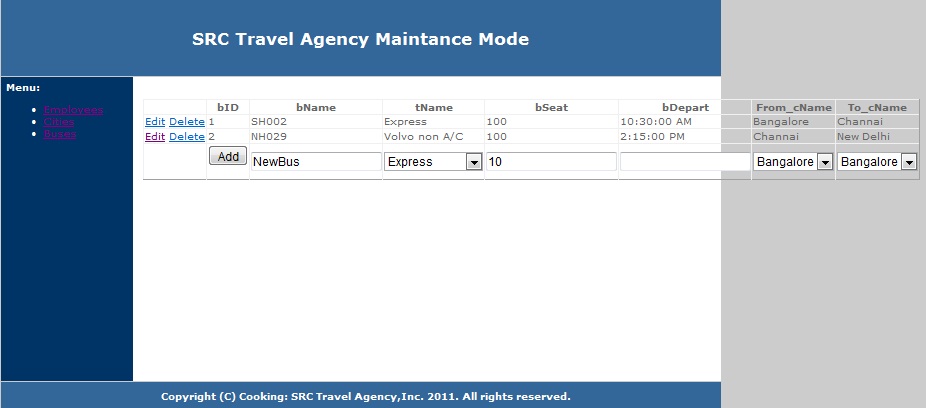 SRC Travel Agency Maintance Mode
Menu:
Employees
Cities
Buses
bID bName tName bSeat bDepart From_cName To_cName
Edit Delete 1 SH002 Express 100 10:30:00 AM Bangalore Channai
Edit Delete 2 NH029 Volvo non A/C 100 2:15:00 PM Channai New Delhi
Add NewBus Express 10 Bangalore Bangalore
Copyright (C) Cooking: SRC Travel Agency,Inc. 2011. All rights reserved.